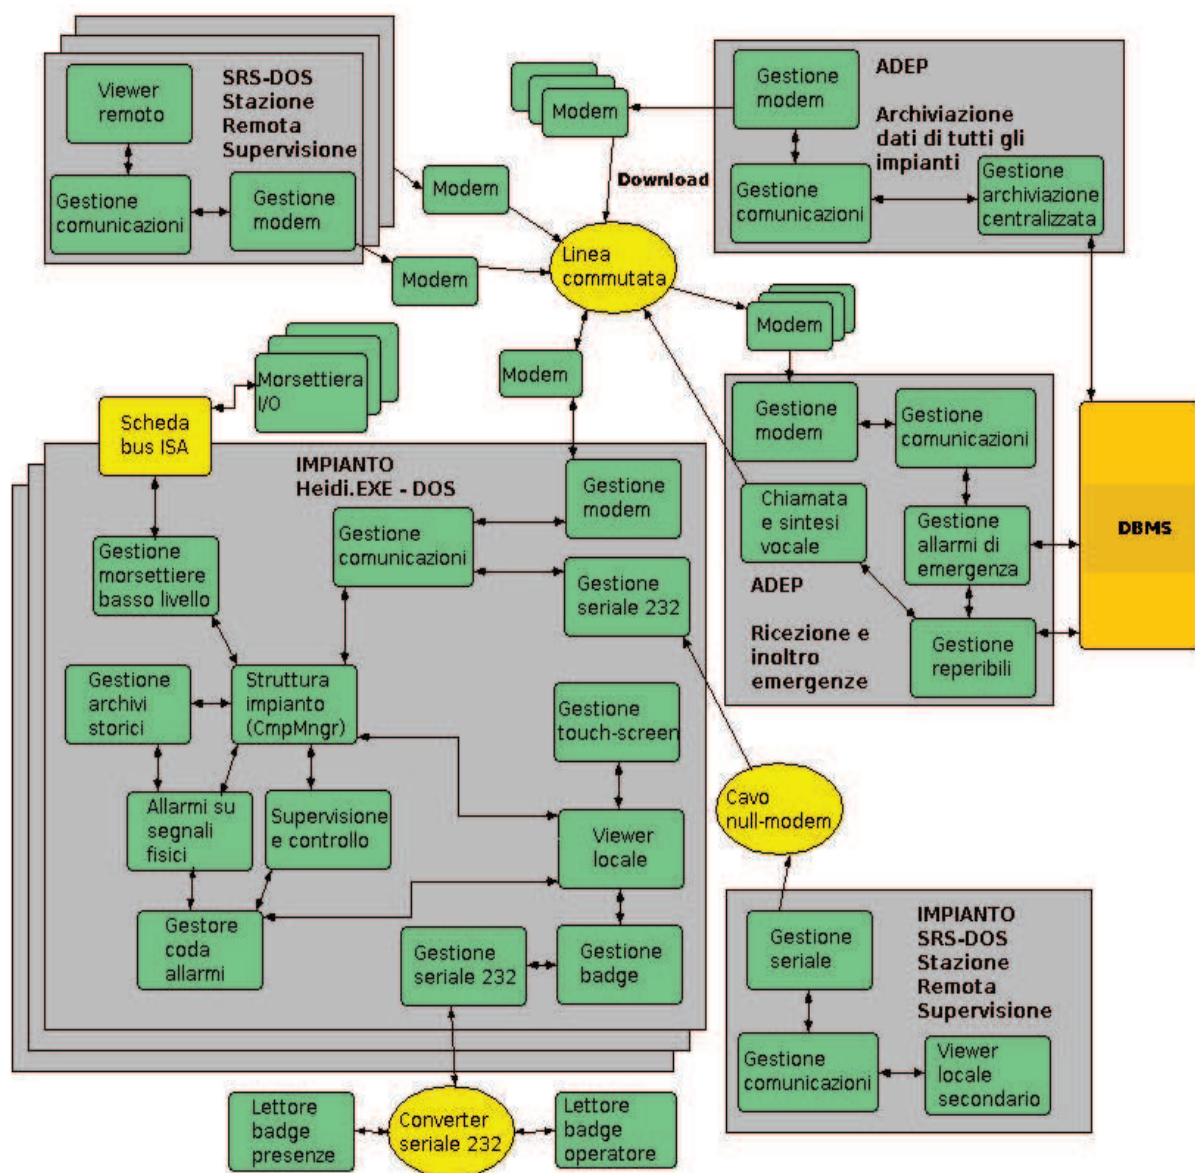 Viewer
remoto
SRS-DOS
Stazione
Remota
Supervisione
Gestione
comunicazioni
Gestione
modem
Modem
Modem
Modem
Download
Gestione
modem
ADEP
Archiviazione
dati di tutti gli
impianti
Gestione
comunicazioni
Gestione
archiviazione
centralizzata
Linea
commutata
Modem
Modem
Morsettiera
I/O
Scheda
bus ISA
IMPIANTO
Heidi.EXE - DOS
Gestione
modem
Gestione
comunicazioni
Gestione
morsettiere
basso livello
Gestione
seriale 232
Gestione
archivi
storici
Struttura
impianto
(CmpMngr)
Gestione
touch-screen
Allarmi su
segnali
fisici
Supervisione
e controllo
Viewer
locale
Gestore
coda
allarmi
Gestione
seriale 232
Gestione
badge
Gestione
modem
Gestione
comunicazioni
Chiamata
e sintesi
vocale
Gestione
allarmi di
emergenza
ADEP
Ricezione e
inoltro
emergenze
Gestione
reperibili
DBMS
Cavo
null-modem
Gestione
seriale
IMPIANTO
SRS-DOS
Stazione
Remota
Supervisione
Gestione
comunicazioni
Viewer
locale
secondario
Lettore
badge
presenze
Converter
seriale 232
Lettore
badge
operatore